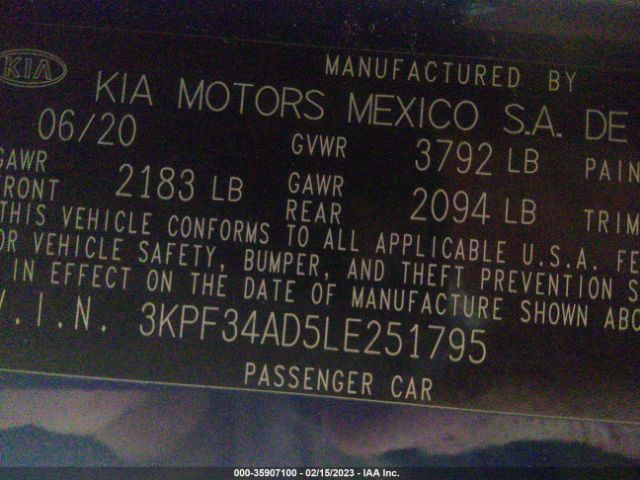 KIA
MANUFACTURED BY
KIA MOTORS MEXICO S.A. DE
06/20
GVWR 3792 LB PAIN
GAWR
FRONT 2183 LB
GAWR
REAR 2094 LB TRIM
THIS VEHICLE CONFORMS TO ALL APPLICABLE U.S.A. FE
OR VEHICLE SAFETY, BUMPER, AND THEFT PREVENTION S
IN EFFECT ON THE DATE OF MANUFACTURE SHOWN ABO
V.I.N. 3KPF34AD5LE251795
PASSENGER CAR
000-35907100 - 02/15/2023 - IAA Inc.